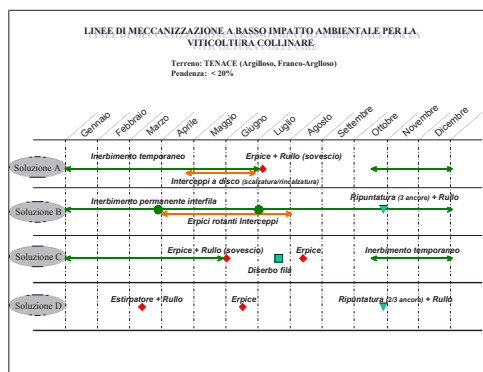 LINEE DI MECCANIZZAZIONE A BASSO IMPATTO AMBIENTALE PER LA
VITICOLTURA COLLINARE
Terreno: TENACE (Argilloso, Franco-Arglloso)
Pendenza: < 20%
Gennaio
Febbraio
Marzo
Aprile
Maggio
Giugno
Luglio
Agosto
Settembre
Ottobre
Novembre
Dicembre
Soluzione A
Inerbimento temporaneo
Erpice + Rullo (sovescio)
Interceppi a disco (scalzatura/rincalzatura)
Soluzione B
Inerbimento permanente interfila
Ripuntatura (3 ancore) + Rullo
Erpici rotanti Interceppi
Soluzione C
Erpice + Rullo (sovescio)
Erpice
Inerbimento temporaneo
Diserbo fila
Soluzione D
Estirpatore + Rullo
Erpice
Ripuntatura (2/3 ancore) + Rullo